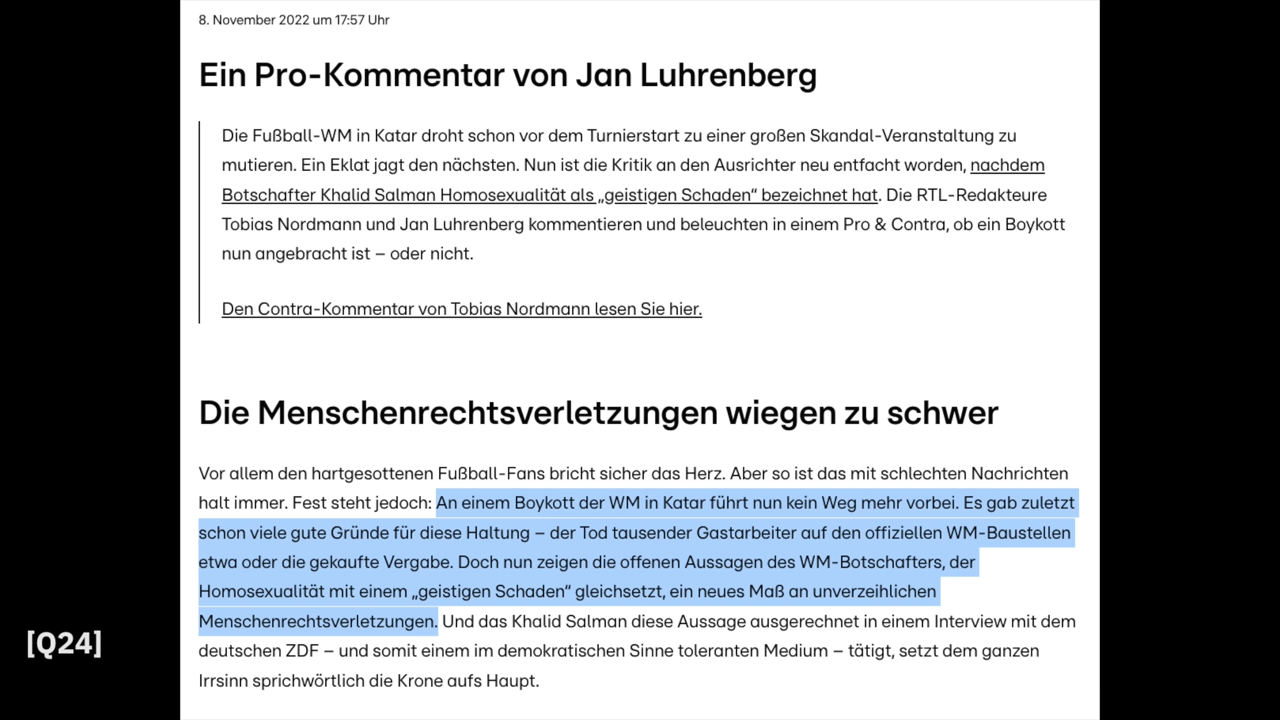 8. November 2022 um 17:57 Uhr
Ein Pro-Kommentar von Jan Luhrenberg
Die Fußball-WM in Katar droht schon vor dem Turnierstart zu einer großen Skandal-Veranstaltung zu
mutieren. Ein Eklat jagt den nächsten. Nun ist die Kritik an den Ausrichter neu entfacht worden, nachdem
Botschafter Khalid Salman Homosexualität als „geistigen Schaden“ bezeichnet hat. Die RTL-Redakteure
Tobias Nordmann und Jan Luhrenberg kommentieren und beleuchten in einem Pro & Contra, ob ein Boykott
nun angebracht ist – oder nicht.
Den Contra-Kommentar von Tobias Nordmann lesen Sie hier.
Die Menschenrechtsverletzungen wiegen zu schwer
Vor allem den hartgesottenen Fußball-Fans bricht sicher das Herz. Aber so ist das mit schlechten Nachrichten
halt immer. Fest steht jedoch: An einem Boykott der WM in Katar führt nun kein Weg mehr vorbei. Es gab zuletzt
schon viele gute Gründe für diese Haltung – der Tod tausender Gastarbeiter auf den offiziellen WM-Baustellen
etwa oder die gekaufte Vergabe. Doch nun zeigen die offenen Aussagen des WM-Botschafters, der
Homosexualität mit einem „geistigen Schaden“ gleichsetzt, ein neues Maß an unverzeihlichen
Menschenrechtsverletzungen. Und das Khalid Salman diese Aussage ausgerechnet in einem Interview mit dem
deutschen ZDF – und somit einem im demokratischen Sinne toleranten Medium – tätigt, setzt dem ganzen
Irrsinn sprichwörtlich die Krone aufs Haupt.
[Q24]